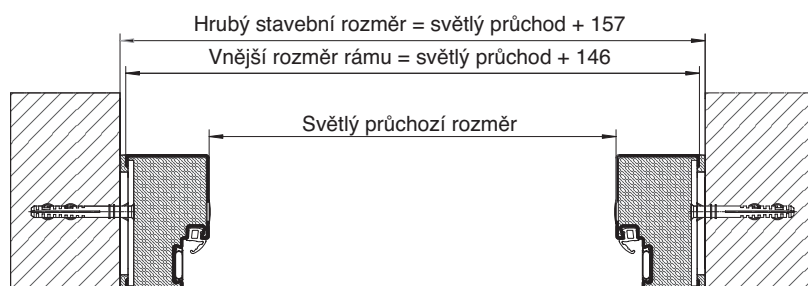 Hrubý stavební rozměr = světlý průchod + 157
Vnější rozměr rámu = světlý průchod + 146
Světlý průchozí rozměr